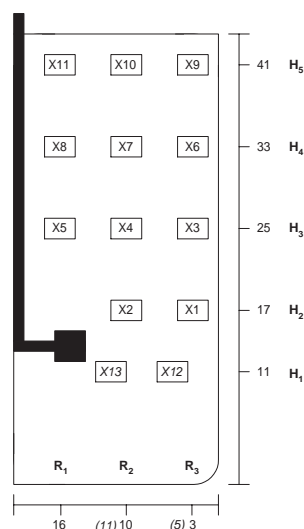 X11 X10 X9 41 H5
X8 X7 X6 33 H4
X5 X4 X3 25 H3
X2 X1 17 H2
X13 X12 11 H1
R1 R2 R3
16 (11) 10 (5) 3